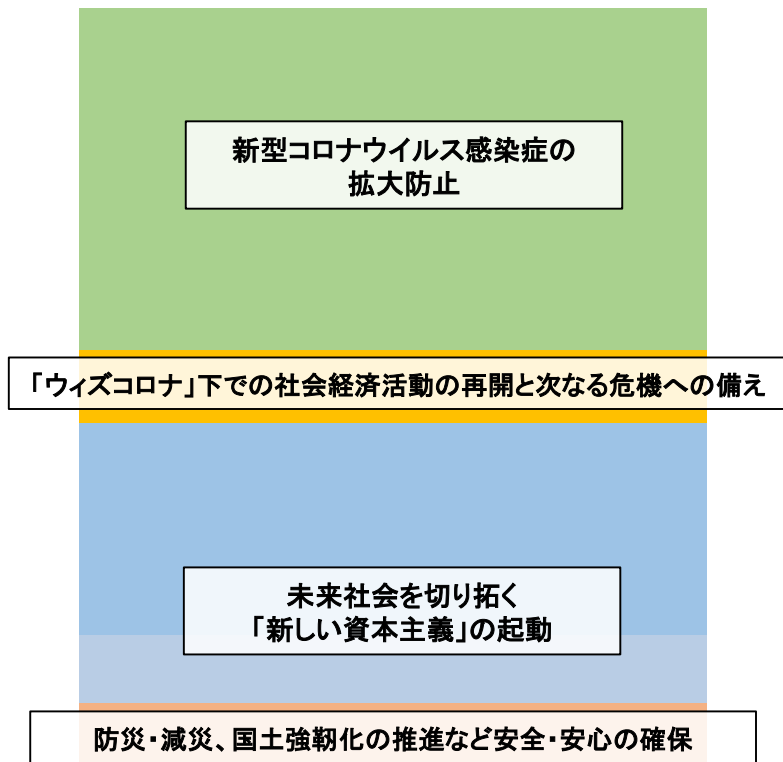 新型コロナウイルス感染症の
拡大防止
「ウィズコロナ」下での社会経済活動の再開と次なる危機への備え
未来社会を切り拓く
「新しい資本主義」の起動
防災・減災、国土強靱化の推進など安全・安心の確保